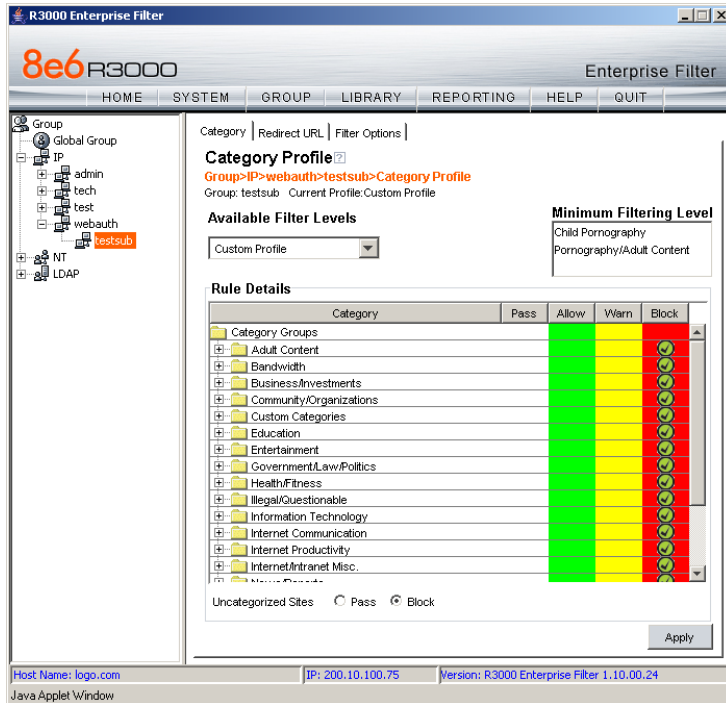 R3000 Enterprise Filter
8e6 R3000
Enterprise Filter
HOME SYSTEM GROUP LIBRARY REPORTING HELP QUIT
Group
Global Group
IP
admin
tech
test
webauth
testsub
NT
LDAP
Category Redirect URL Filter Options
Category Profile ?
Group>IP>webauth>testsub>Category Profile
Group: testsub Current Profile:Custom Profile
Available Filter Levels
Custom Profile
Minimum Filtering Level
Child Pornography
Pornography/Adult Content
Rule Details
Category Pass Allow Warn Block
Category Groups
Adult Content
Bandwidth
Business/Investments
Community/Organizations
Custom Categories
Education
Entertainment
Government/Law/Politics
Health/Fitness
Illegal/Questionable
Information Technology
Internet Communication
Internet Productivity
Internet/Intranet Misc.
Uncategorized Sites Pass Block
Apply
Host Name: logo.com IP: 200.10.100.75 Version: R3000 Enterprise Filter 1.10.00.24
Java Applet Window